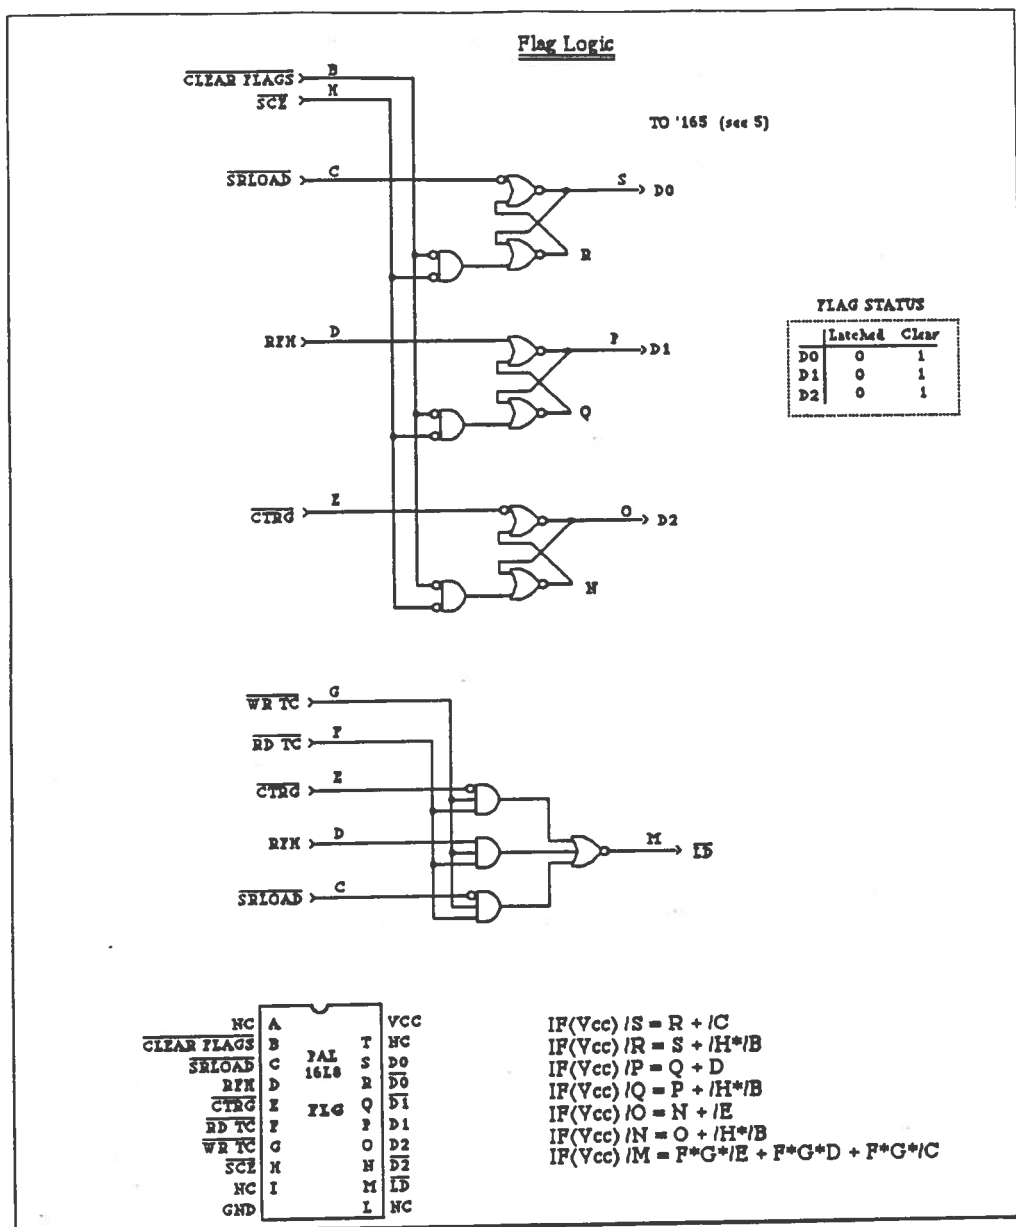 Flag Logic
CLEAR FLAGS
B
SCE
H
TO '165 (see 5)
SRLOAD
C
S
D0
R
RFH
D
P
D1
Q
CTRG
E
O
D2
N
FLAG STATUS
Latched Clear
D0 0 1
D1 0 1
D2 0 1
WR TC
G
RD TC
F
CTRG
E
RFH
D
M
LD
SRLOAD
C
NC A VCC
CLEAR FLAGS B T NC
SRLOAD C PAL S D0
RFH D 16L8 R D0
CTRG E FLG Q D1
RD TC F P D1
WR TC G O D2
SCE H N D2
NC I M LD
GND L NC
IF(Vcc) /S = R + /C
IF(Vcc) /R = S + /H*/B
IF(Vcc) /P = Q + D
IF(Vcc) /Q = P + /H*/B
IF(Vcc) /O = N + /E
IF(Vcc) /N = O + /H*/B
IF(Vcc) /M = F*G*/E + F*G*D + F*G*/C